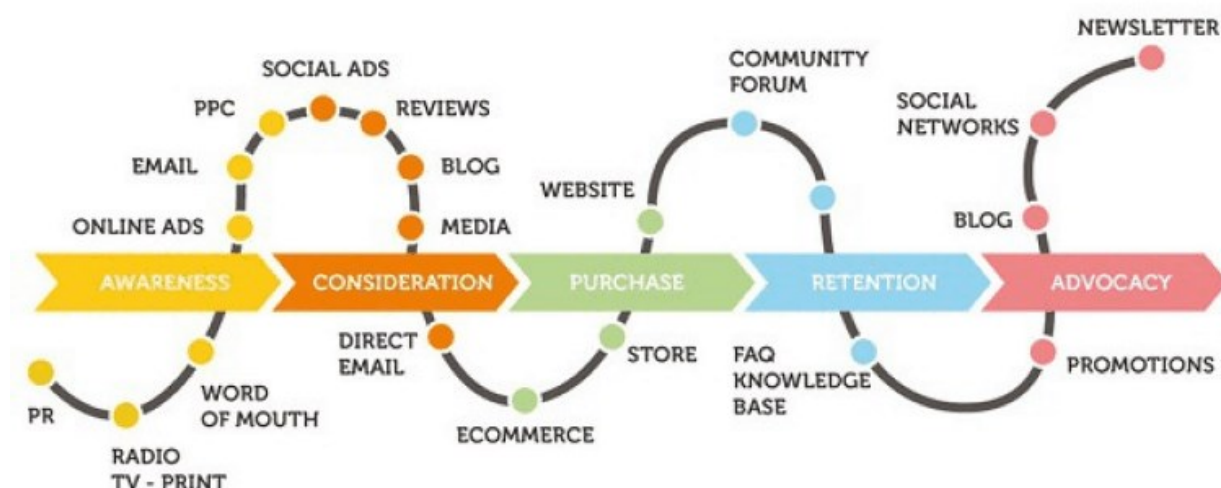 NEWSLETTER
COMMUNITY
FORUM
SOCIAL ADS
PPC
REVIEWS
SOCIAL
NETWORKS
EMAIL
BLOG
WEBSITE
ONLINE ADS
MEDIA
BLOG
AWARENESS
CONSIDERATION
PURCHASE
RETENTION
ADVOCACY
DIRECT
EMAIL
STORE
FAQ
KNOWLEDGE
BASE
PROMOTIONS
PR
WORD
OF MOUTH
ECOMMERCE
RADIO
TV - PRINT